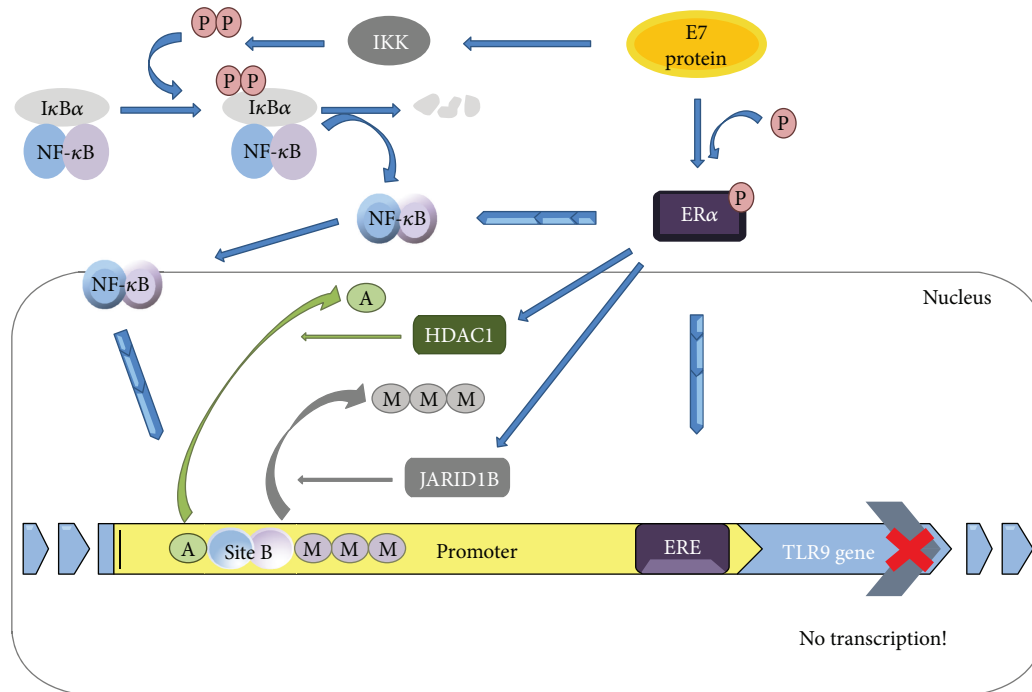 P P
IKK
E7
protein
P P
IκBα
IκBα
P
NF-κB
NF-κB
P
ERα
NF-κB
NF-κB
Nucleus
A
HDAC1
M M M
JARID1B
A
Site B
M M M
Promoter
ERE
TLR9 gene
No transcription!